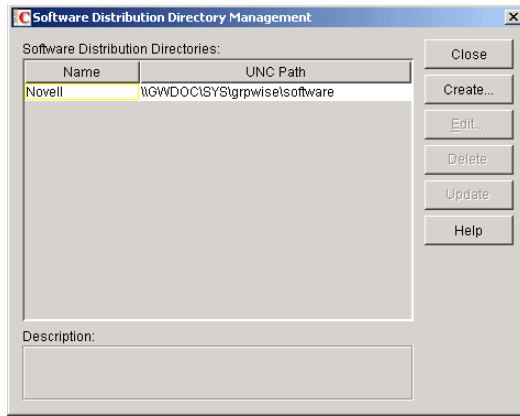 Software Distribution Directory Management
Software Distribution Directories:
Name UNC Path
Novell \\GWDOC\SYS\grpwise\software
Close
Create...
Edit...
Delete
Update
Help
Description: